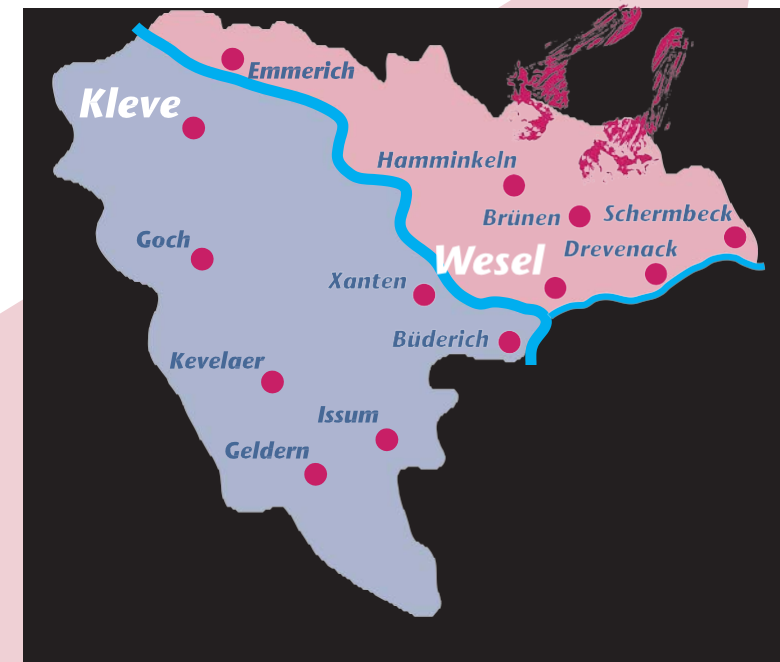 Emmerich
Kleve
Hamminkeln
Brünen
Schermbeck
Goch
Drevenack
Wesel
Xanten
Büderich
Kevelaer
Issum
Geldern